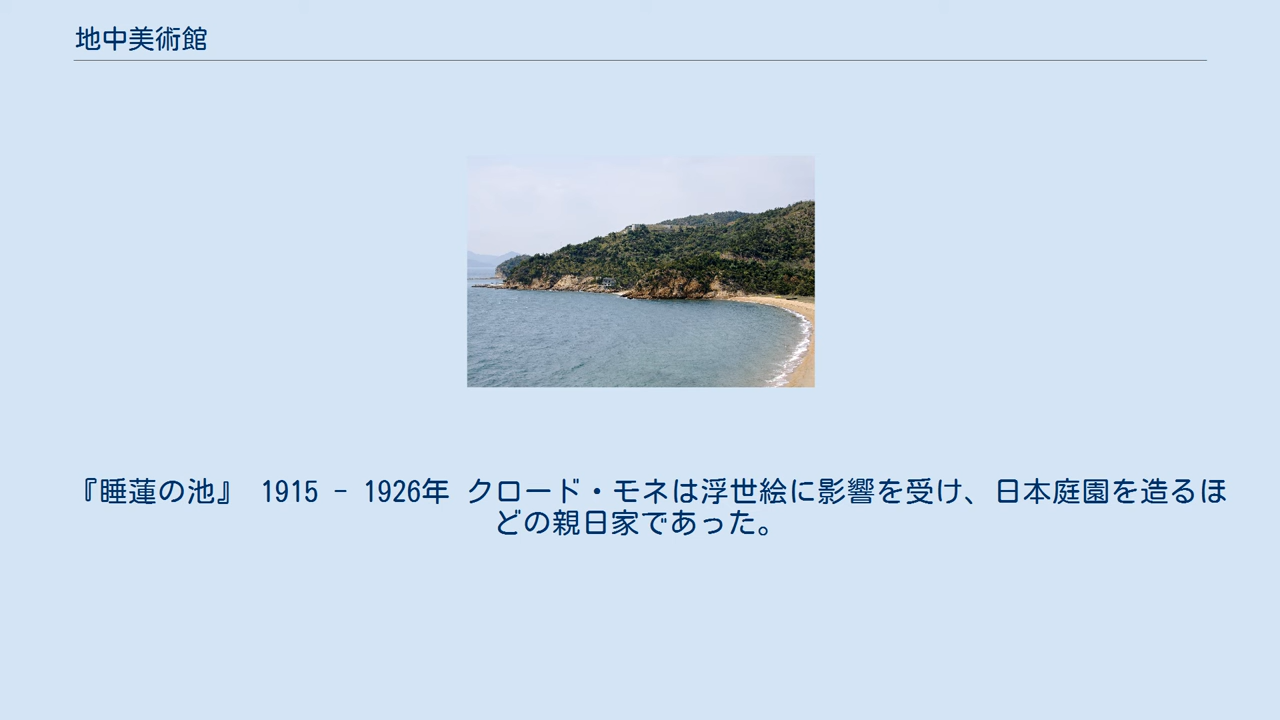 地中美術館
『睡蓮の池』 1915 - 1926年 クロード・モネは浮世絵に影響を受け、日本庭園を造るほ
どの親日家であった。